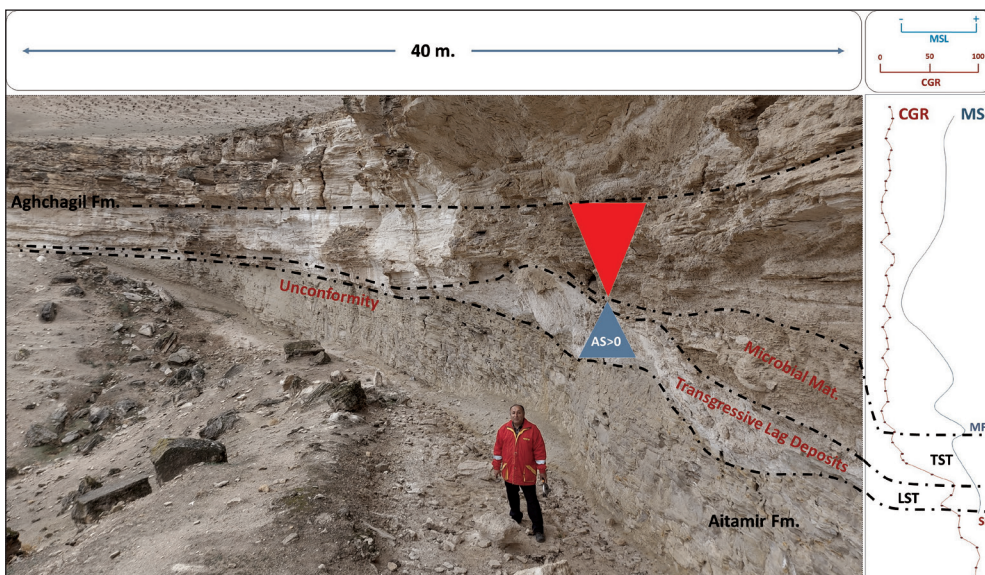 40 m.
-
+
MSL
0
50
100
CGR
CGR
MS
Aghchagil Fm.
Unconformity
AS>0
Microbial Mat.
Transgressive Lag Deposits
Aitamir Fm.
MF
TST
LST
S